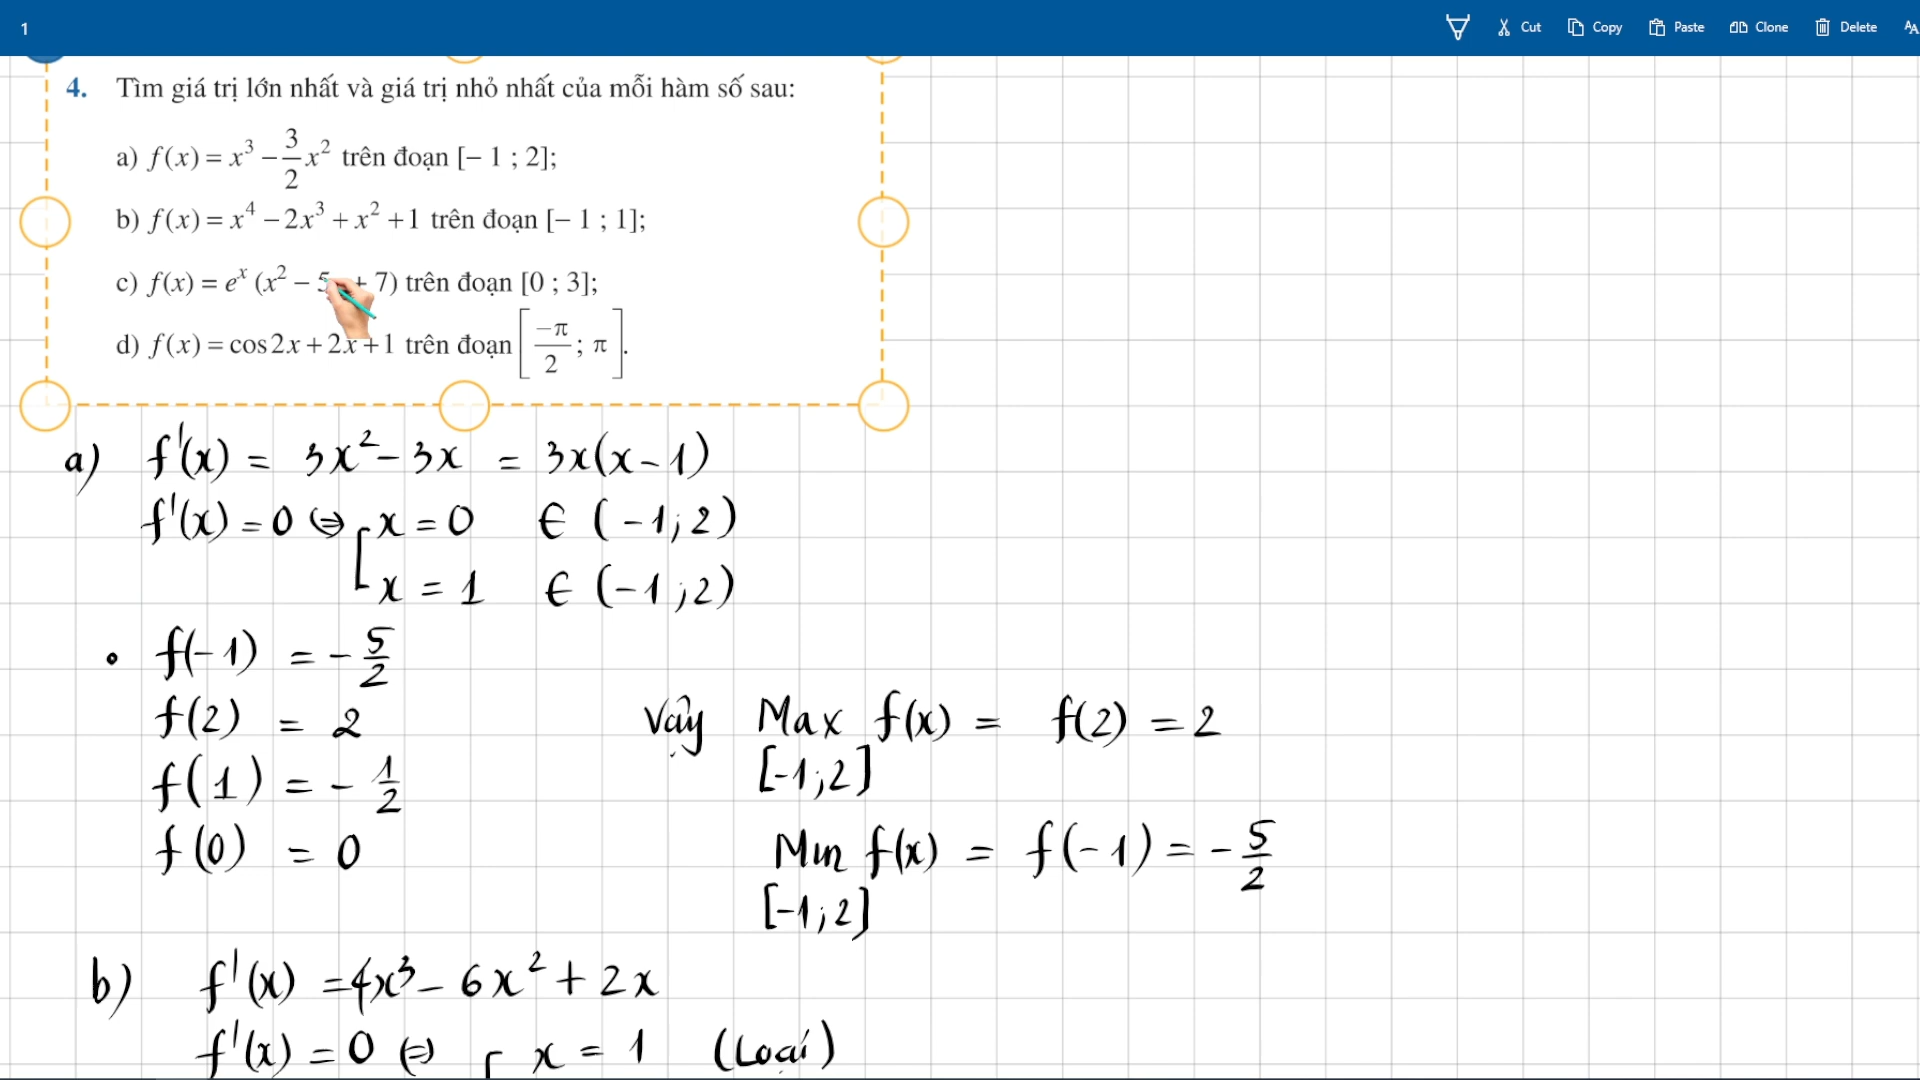 1 Cut Copy Paste Clone Delete
4. Tìm giá trị lớn nhất và giá trị nhỏ nhất của mỗi hàm số sau:
a) f(x) = x³ − 3/2 x² trên đoạn [− 1 ; 2];
b) f(x) = x⁴ − 2x³ + x² + 1 trên đoạn [− 1 ; 1];
c) f(x) = eˣ (x² − 5 + 7) trên đoạn [0 ; 3];
d) f(x) = cos2x + 2x + 1 trên đoạn [−π/2 ; π].
a) f'(x) = 3x² − 3x = 3x(x − 1)
f'(x) = 0 ⇔ [ x = 0 ∈ (−1; 2)
x = 1 ∈ (−1; 2)
• f(−1) = − 5/2
f(2) = 2
f(1) = − 1/2
f(0) = 0
Vậy Max f(x) = f(2) = 2
[−1; 2]
Min f(x) = f(−1) = − 5/2
[−1; 2]
b) f'(x) = 4x³ − 6x² + 2x
f'(x) = 0 ⇔ [ x = 1 (Loại)